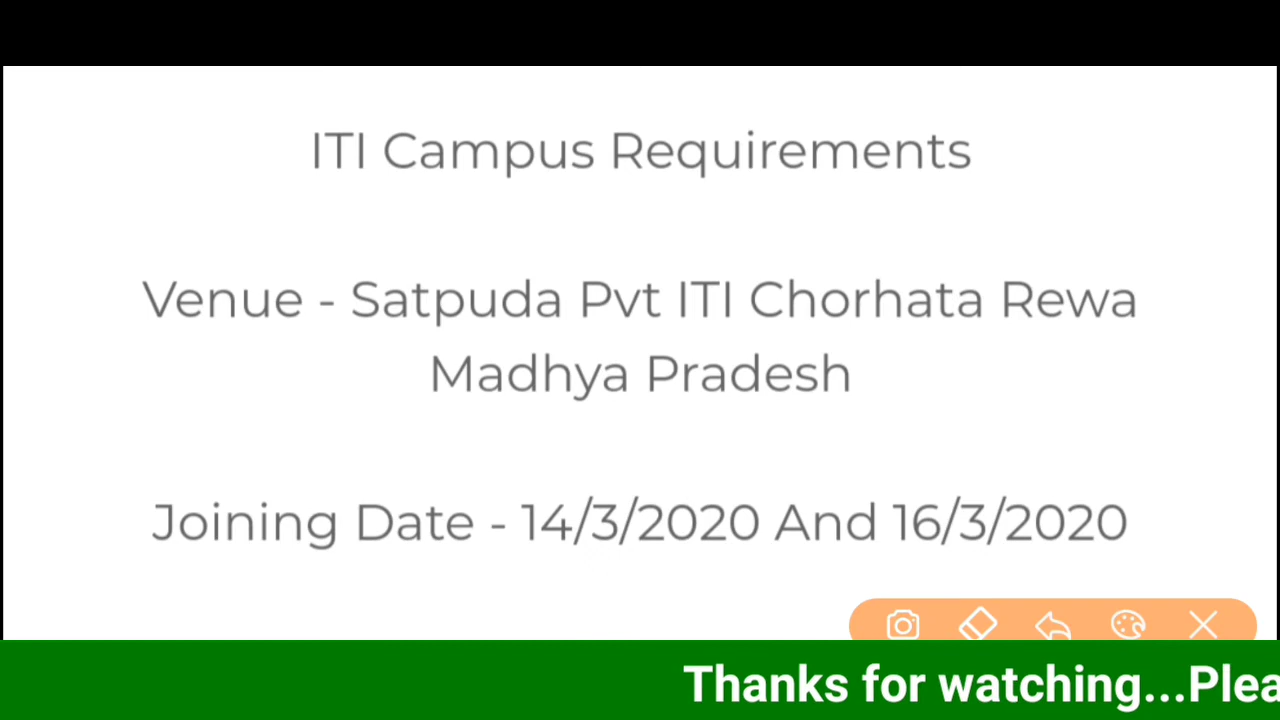 ITI Campus Requirements
Venue - Satpuda Pvt ITI Chorhata Rewa
Madhya Pradesh
Joining Date - 14/3/2020 And 16/3/2020
Thanks for watching...Plea